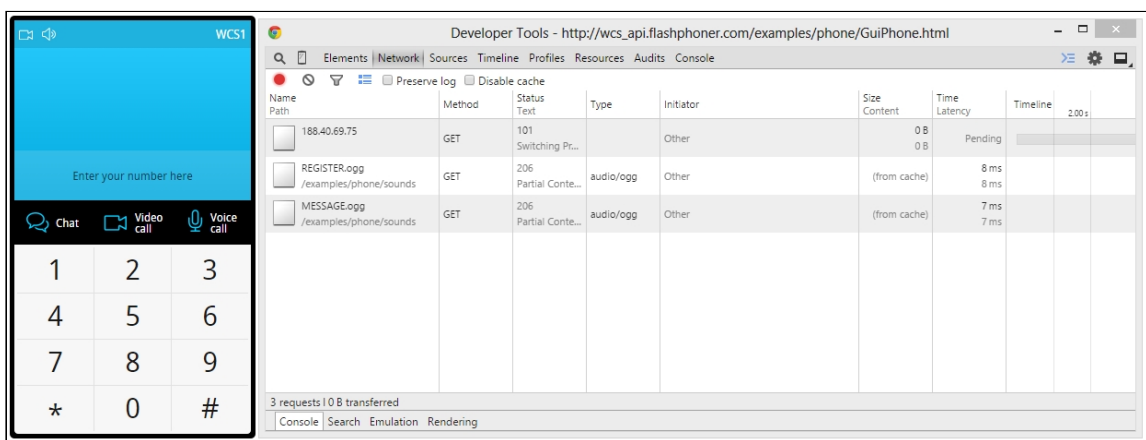 WCS1
Enter your number here
Chat
Video call
Voice call
1 2 3
4 5 6
7 8 9
* 0 #
Developer Tools - http://wcs_api.flashphoner.com/examples/phone/GuiPhone.html
Elements Network Sources Timeline Profiles Resources Audits Console
Preserve log Disable cache
Name Method Status Type Initiator Size Time Timeline 2.00 s
Path Text Content Latency
188.40.69.75 GET 101 Other 0 B Pending
Switching Pr... 0 B
REGISTER.ogg GET 206 audio/ogg Other (from cache) 8 ms
/examples/phone/sounds Partial Conte... 8 ms
MESSAGE.ogg GET 206 audio/ogg Other (from cache) 7 ms
/examples/phone/sounds Partial Conte... 7 ms
3 requests | 0 B transferred
Console Search Emulation Rendering